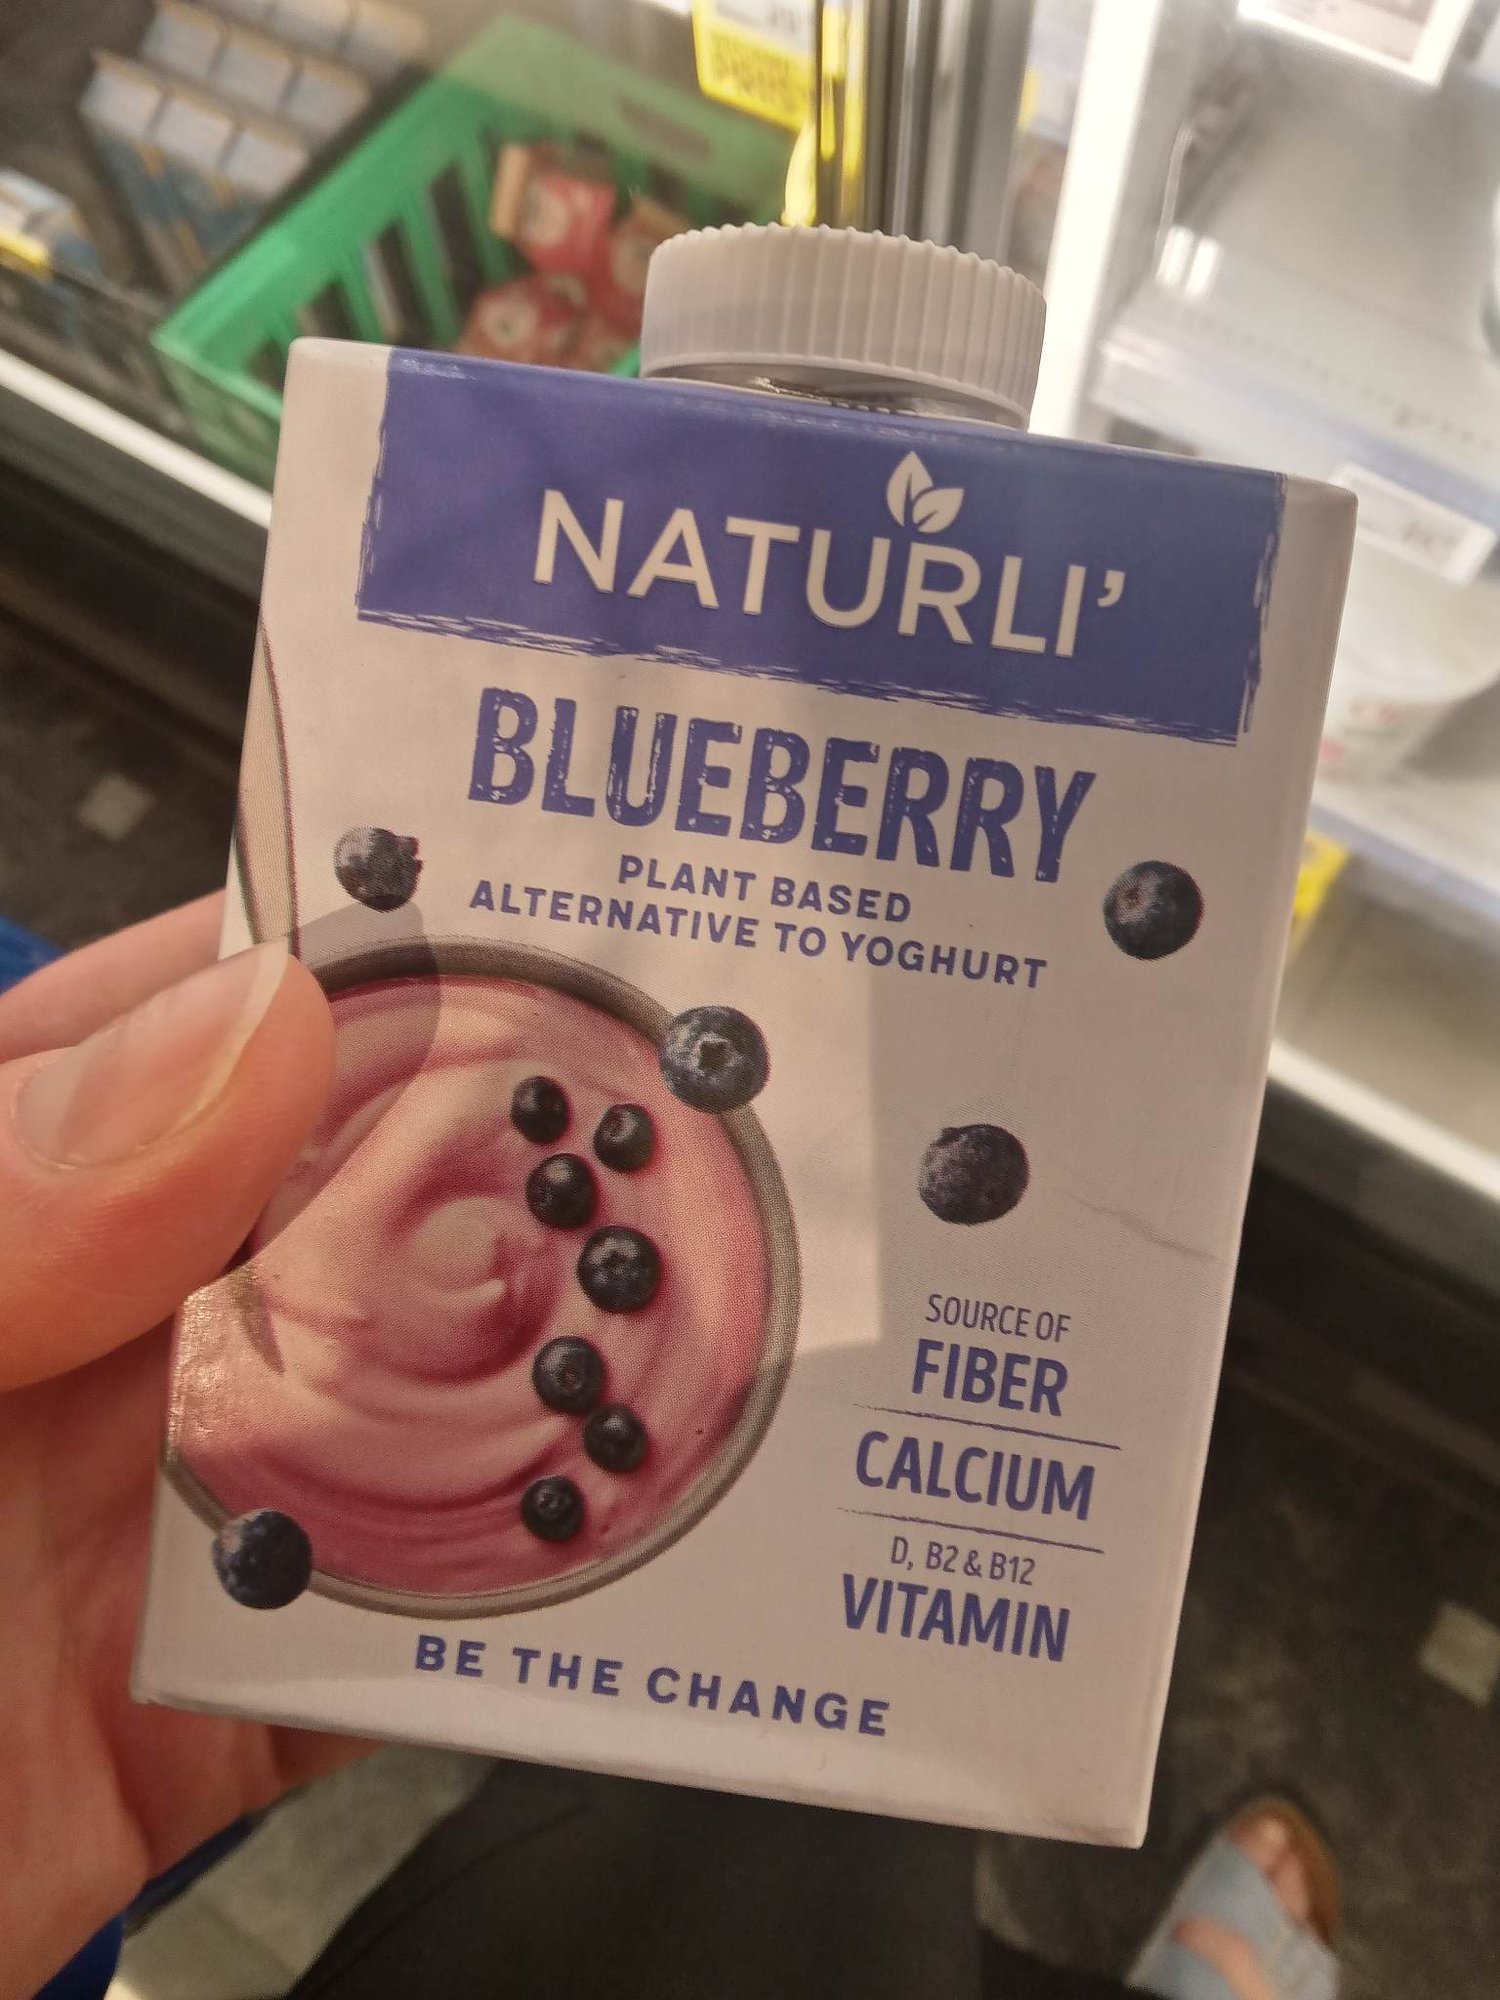 NATURLI’
BLUEBERRY
PLANT BASED
ALTERNATIVE TO YOGHURT
SOURCE OF
FIBER
CALCIUM
D, B2 & B12
VITAMIN
BE THE CHANGE